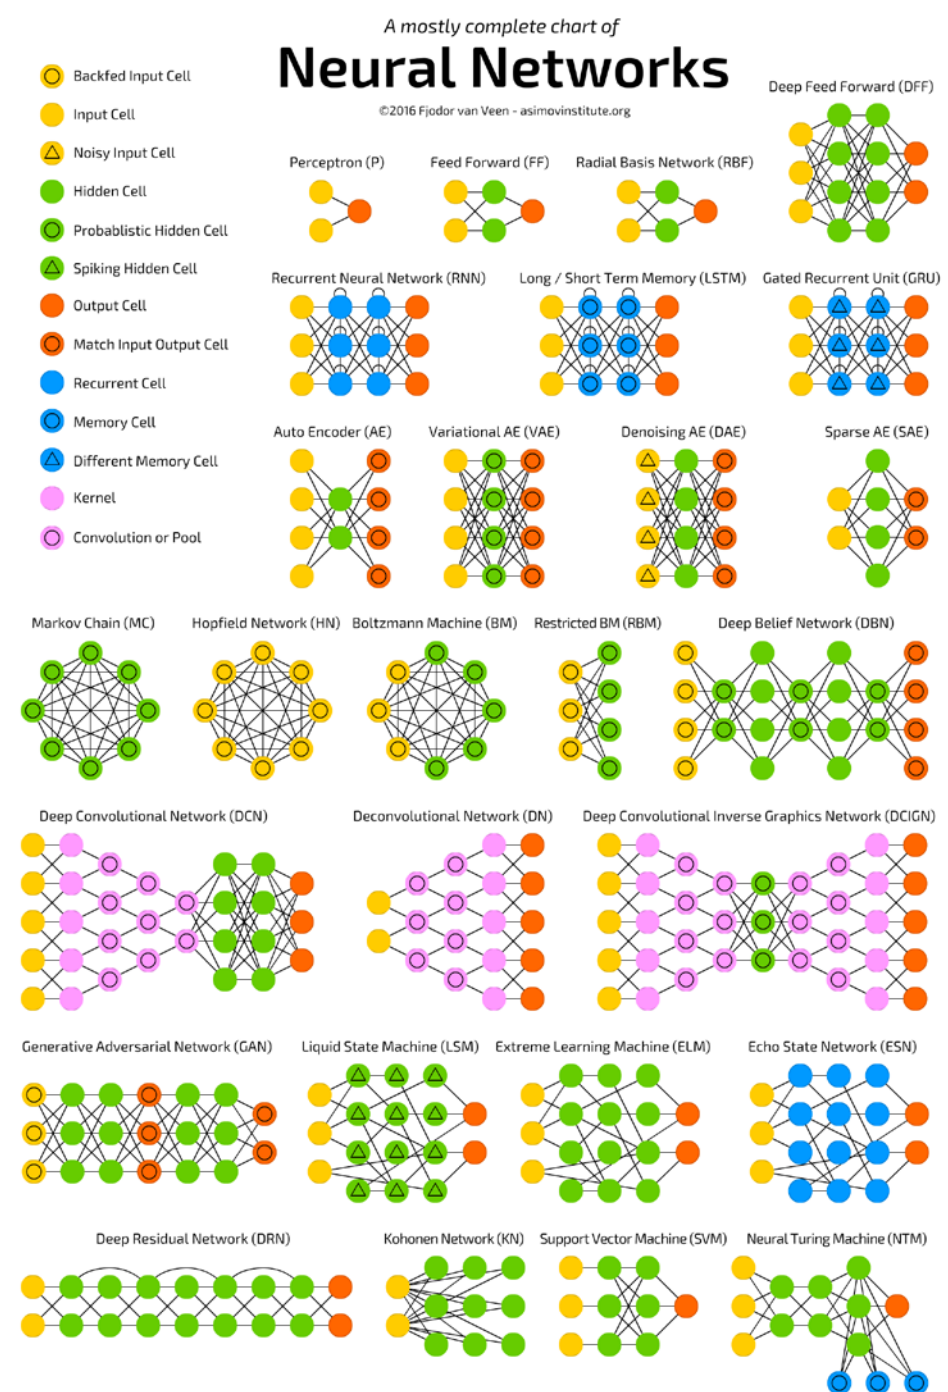 A mostly complete chart of
Neural Networks
©2016 Fjodor van Veen - asimovinstitute.org
Backfed Input Cell
Input Cell
Noisy Input Cell
Hidden Cell
Probablistic Hidden Cell
Spiking Hidden Cell
Output Cell
Match Input Output Cell
Recurrent Cell
Memory Cell
Different Memory Cell
Kernel
Convolution or Pool
Deep Feed Forward (DFF)
Perceptron (P)
Feed Forward (FF)
Radial Basis Network (RBF)
Recurrent Neural Network (RNN)
Long / Short Term Memory (LSTM)
Gated Recurrent Unit (GRU)
Auto Encoder (AE)
Variational AE (VAE)
Denoising AE (DAE)
Sparse AE (SAE)
Markov Chain (MC)
Hopfield Network (HN)
Boltzmann Machine (BM)
Restricted BM (RBM)
Deep Belief Network (DBN)
Deep Convolutional Network (DCN)
Deconvolutional Network (DN)
Deep Convolutional Inverse Graphics Network (DCIGN)
Generative Adversarial Network (GAN)
Liquid State Machine (LSM)
Extreme Learning Machine (ELM)
Echo State Network (ESN)
Deep Residual Network (DRN)
Kohonen Network (KN)
Support Vector Machine (SVM)
Neural Turing Machine (NTM)